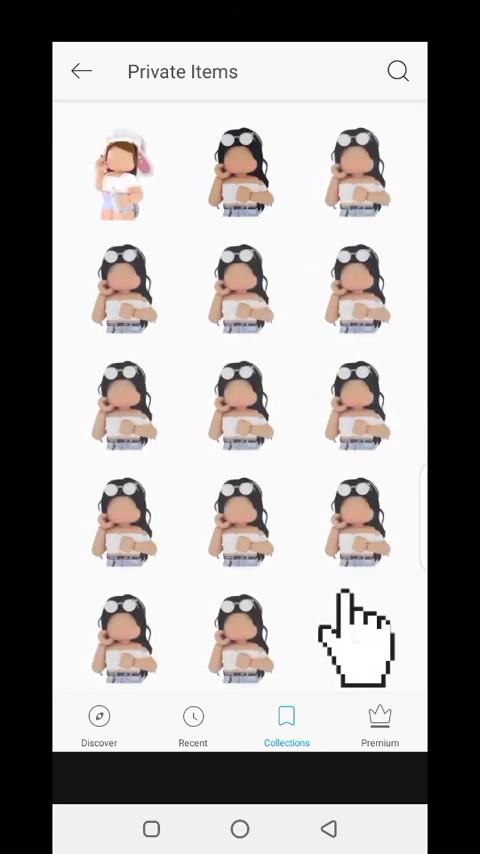 Private Items
Discover
Recent
Collections
Premium